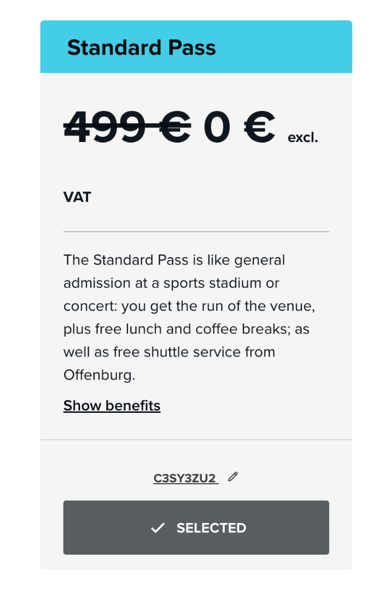 Standard Pass
499 € 0 € excl.
VAT
The Standard Pass is like general
admission at a sports stadium or
concert: you get the run of the venue,
plus free lunch and coffee breaks; as
well as free shuttle service from
Offenburg.
Show benefits
C3SY3ZU2
SELECTED